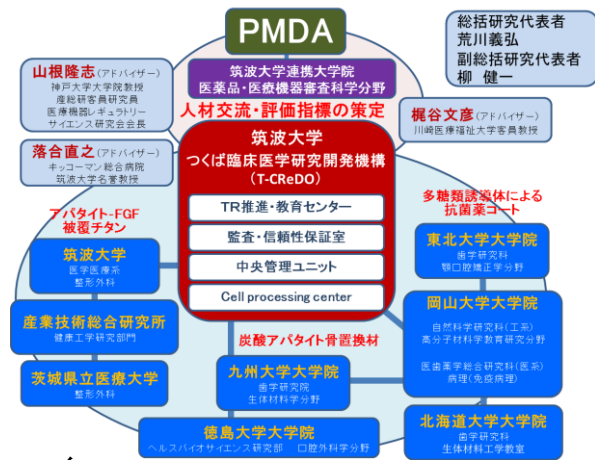 PMDA
総括研究代表者
荒川義弘
副総括研究代表者
柳 健一
筑波大学連携大学院
医薬品・医療機器審査科学分野
人材交流・評価指標の策定
山根隆志(アドバイザー)
神戸大学大学院教授
産総研客員研究員
医療機器レギュラトリー
サイエンス研究会会長
梶谷文彦(アドバイザー)
川崎医療福祉大学客員教授
落合直之(アドバイザー)
キッコーマン総合病院
筑波大学名誉教授
筑波大学
つくば臨床医学研究開発機構
(T-CReDO)
TR推進・教育センター
監査・信頼性保証室
中央管理ユニット
Cell processing center
アパタイト-FGF
被覆チタン
筑波大学
医学医療系
整形外科
産業技術総合研究所
健康工学研究部門
茨城県立医療大学
整形外科
多糖類誘導体による
抗菌薬コート
東北大学大学院
歯学研究科
顎口腔矯正学分野
岡山大学大学院
自然科学研究科(工系)
高分子材料学教育研究分野
医歯薬学総合研究科(医系)
病理(免疫病理)
北海道大学大学院
歯学研究科
生体材料工学教室
炭酸アパタイト骨置換材
九州大学大学院
歯学研究院
生体材料学分野
徳島大学大学院
ヘルスバイオサイエンス研究部 口腔外科学分野